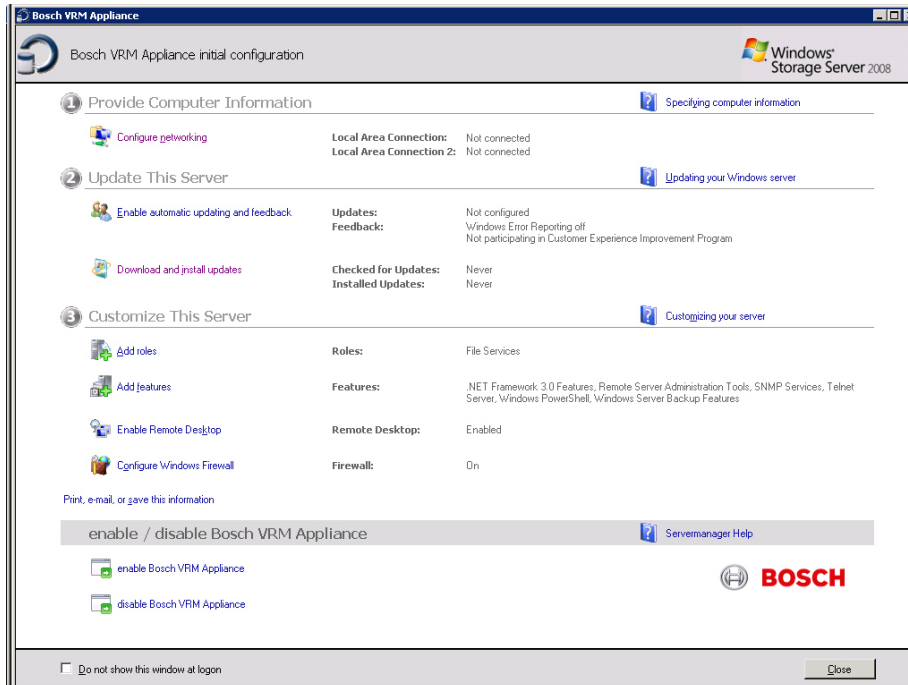 Bosch VRM Appliance
Bosch VRM Appliance initial configuration
Windows®
Storage Server 2008
1 Provide Computer Information
Specifying computer information
Configure networking
Local Area Connection: Not connected
Local Area Connection 2: Not connected
2 Update This Server
Updating your Windows server
Enable automatic updating and feedback
Updates: Not configured
Feedback: Windows Error Reporting off
Not participating in Customer Experience Improvement Program
Download and install updates
Checked for Updates: Never
Installed Updates: Never
3 Customize This Server
Customizing your server
Add roles
Roles: File Services
Add features
Features: .NET Framework 3.0 Features, Remote Server Administration Tools, SNMP Services, Telnet
Server, Windows PowerShell, Windows Server Backup Features
Enable Remote Desktop
Remote Desktop: Enabled
Configure Windows Firewall
Firewall: On
Print, e-mail, or save this information
enable / disable Bosch VRM Appliance
Servermanager Help
enable Bosch VRM Appliance
BOSCH
disable Bosch VRM Appliance
Do not show this window at logon
Close